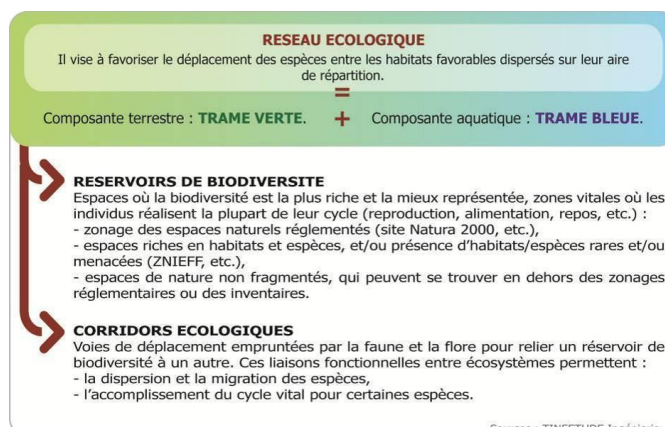 RESEAU ECOLOGIQUE
Il vise à favoriser le déplacement des espèces entre les habitats favorables dispersés sur leur aire
de répartition.
=
Composante terrestre : TRAME VERTE. + Composante aquatique : TRAME BLEUE.
RESERVOIRS DE BIODIVERSITE
Espaces où la biodiversité est la plus riche et la mieux représentée, zones vitales où les
individus réalisent la plupart de leur cycle (reproduction, alimentation, repos, etc.) :
- zonage des espaces naturels réglementés (site Natura 2000, etc.),
- espaces riches en habitats et espèces, et/ou présence d'habitats/espèces rares et/ou
menacées (ZNIEFF, etc.),
- espaces de nature non fragmentés, qui peuvent se trouver en dehors des zonages
réglementaires ou des inventaires.
CORRIDORS ECOLOGIQUES
Voies de déplacement empruntées par la faune et la flore pour relier un réservoir de
biodiversité à un autre. Ces liaisons fonctionnelles entre écosystèmes permettent :
- la dispersion et la migration des espèces,
- l'accomplissement du cycle vital pour certaines espèces.